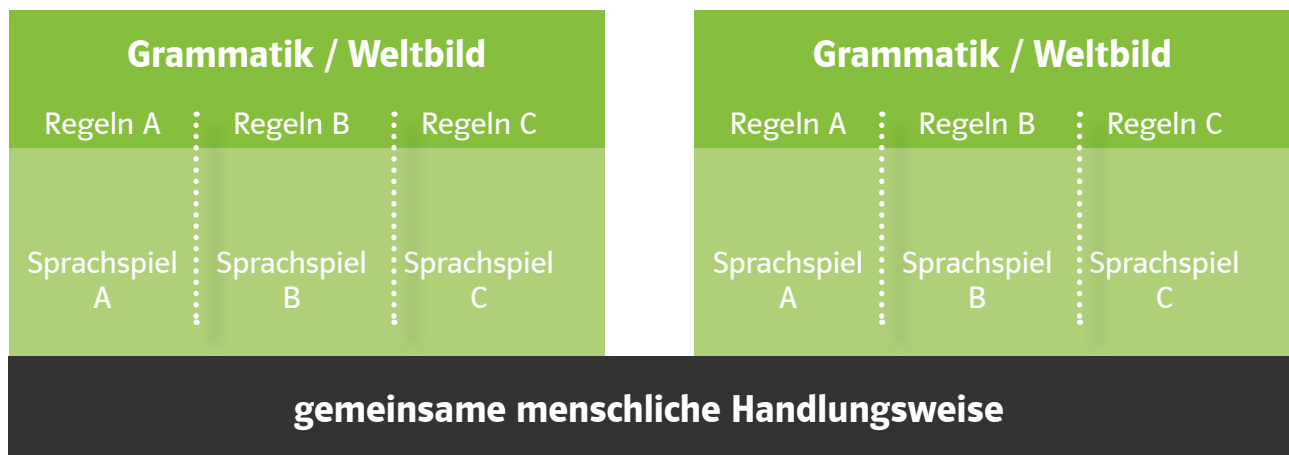 Grammatik / Weltbild
Regeln A
Regeln B
Regeln C
Sprachspiel
A
Sprachspiel
B
Sprachspiel
C
Grammatik / Weltbild
Regeln A
Regeln B
Regeln C
Sprachspiel
A
Sprachspiel
B
Sprachspiel
C
gemeinsame menschliche Handlungsweise